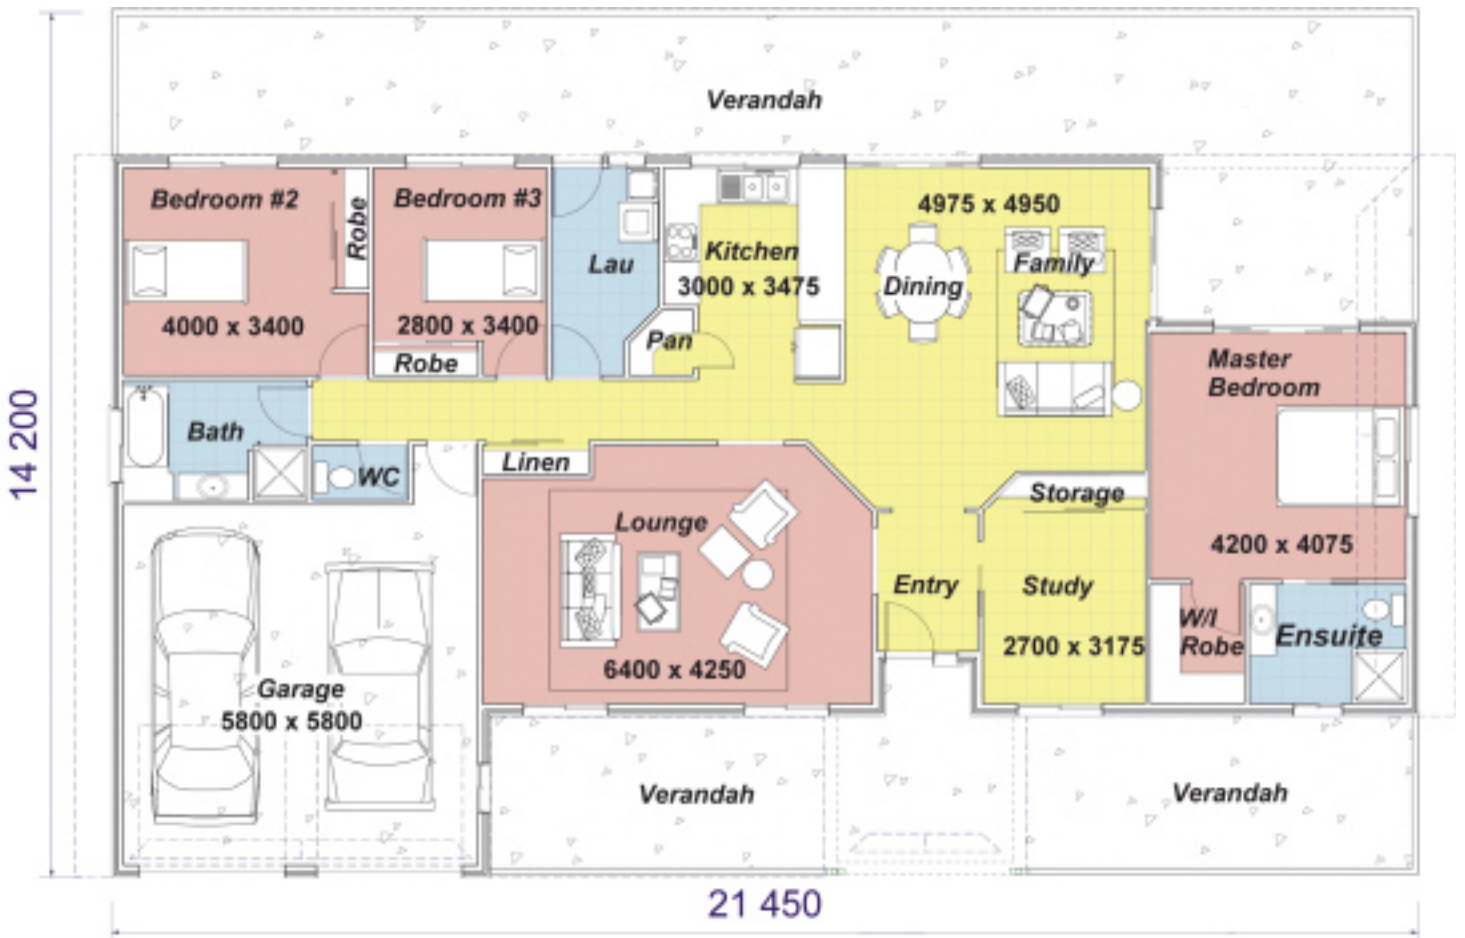 Verandah
Bedroom #2
Robe
Bedroom #3
4975 x 4950
Lau
Kitchen
3000 x 3475
Dining
Family
4000 x 3400
2800 x 3400
Robe
Pan
Master
Bedroom
Bath
WC
Linen
Storage
14 200
Lounge
4200 x 4075
Entry
Study
W/I
Robe
Ensuite
2700 x 3175
6400 x 4250
Garage
5800 x 5800
Verandah
Verandah
21 450